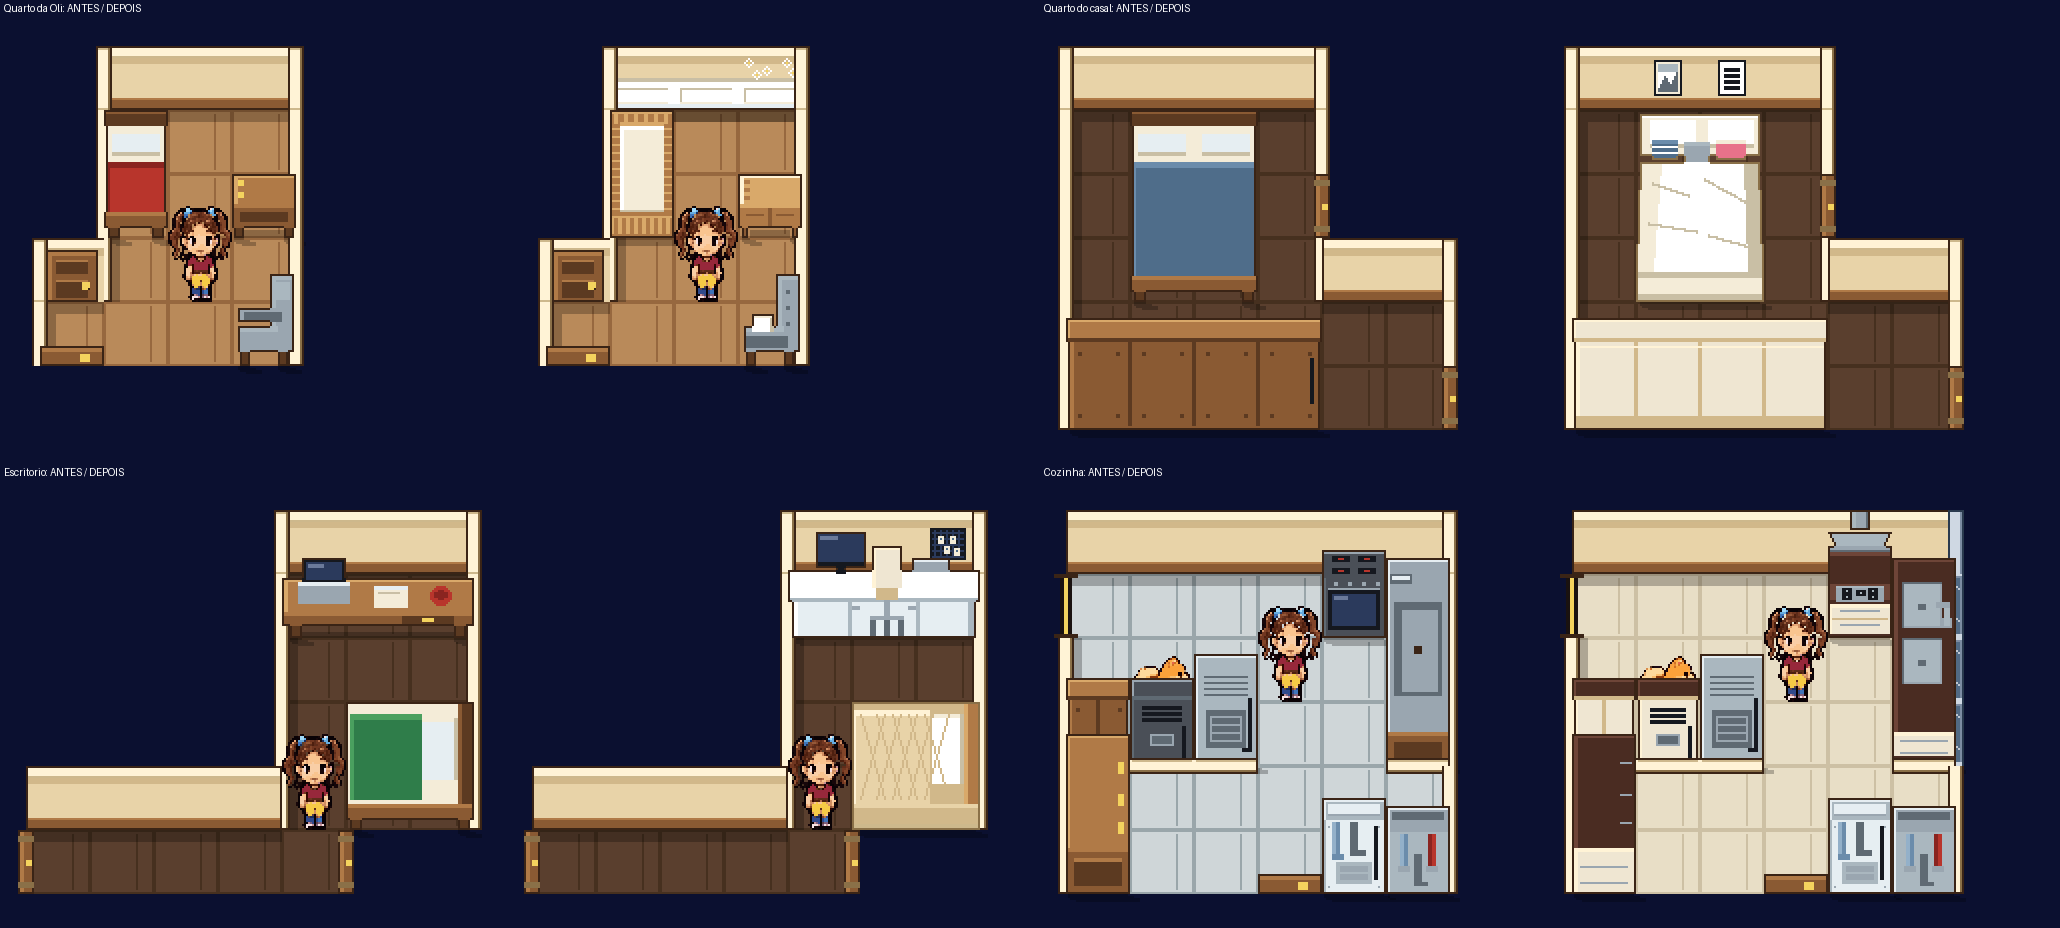 Quarto da Oli: ANTES / DEPOIS
Quarto do casal: ANTES / DEPOIS
Escritorio: ANTES / DEPOIS
Cozinha: ANTES / DEPOIS